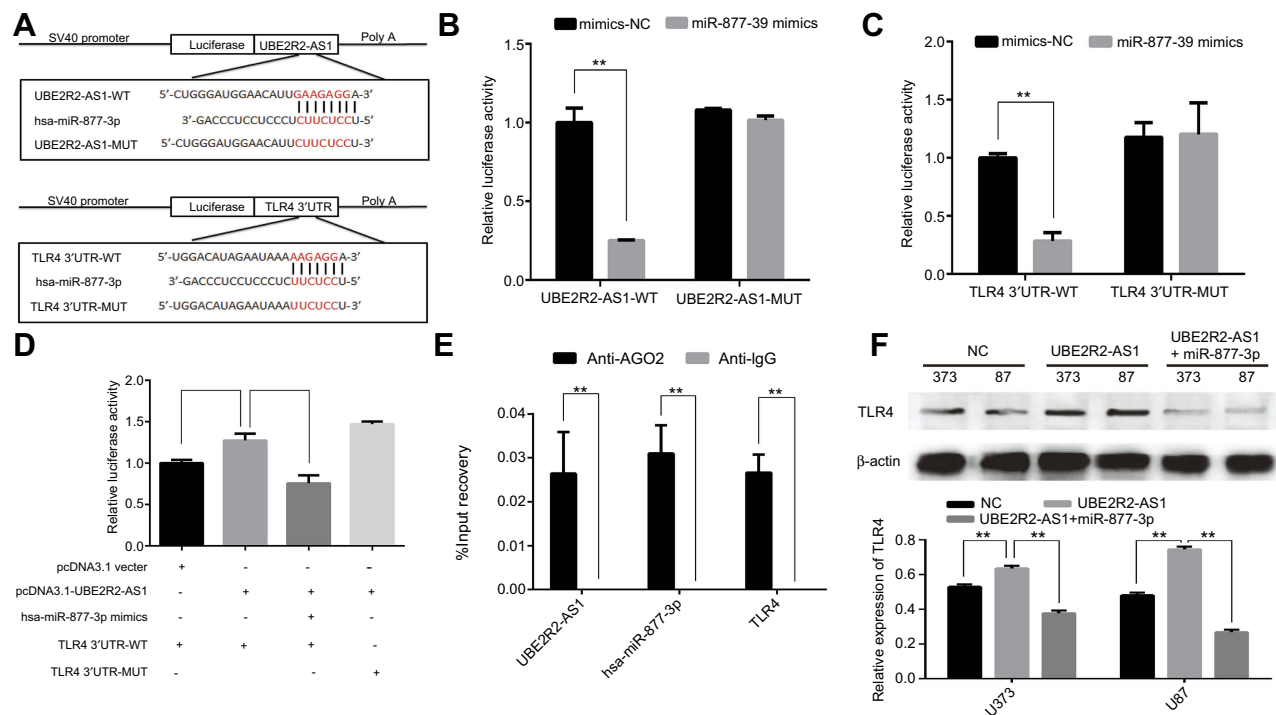 A
SV40 promoter
Luciferase
UBE2R2-AS1
Poly A
UBE2R2-AS1-WT 5′-CUGGGAUGGAACAUUGAAGAGGA-3′
hsa-miR-877-3p 3′-GACCCUCCUCCCUCUUCUCCU-5′
UBE2R2-AS1-MUT 5′-CUGGGAUGGAACAUUCUUCUCCU-3′
SV40 promoter
Luciferase
TLR4 3′UTR
Poly A
TLR4 3′UTR-WT 5′-UGGACAUAGAAUAAAAAGAGGA-3′
hsa-miR-877-3p 3′-GACCCUCCUCCCUCUUCUCCU-5′
TLR4 3′UTR-MUT 5′-UGGACAUAGAAUAAAUUCUCCU-3′
B
mimics-NC miR-877-39 mimics
Relative luciferase activity
1.5
1.0
0.5
0.0
**
UBE2R2-AS1-WT UBE2R2-AS1-MUT
C
mimics-NC miR-877-39 mimics
Relative luciferase activity
2.0
1.5
1.0
0.5
0.0
**
TLR4 3′UTR-WT TLR4 3′UTR-MUT
D
Relative luciferase activity
2.0
1.5
1.0
0.5
0.0
pcDNA3.1 vecter + - - -
pcDNA3.1-UBE2R2-AS1 - + + +
hsa-miR-877-3p mimics - - + -
TLR4 3′UTR-WT + + + -
TLR4 3′UTR-MUT - - - +
E
Anti-AGO2 Anti-IgG
%Input recovery
0.04
0.03
0.02
0.01
0.00
** ** **
UBE2R2-AS1 hsa-miR-877-3p TLR4
F
NC UBE2R2-AS1 UBE2R2-AS1
+ miR-877-3p
373 87 373 87 373 87
TLR4
β-actin
NC UBE2R2-AS1
UBE2R2-AS1+miR-877-3p
Relative expression of TLR4
0.8
0.6
0.4
0.2
0.0
** ** ** **
U373 U87